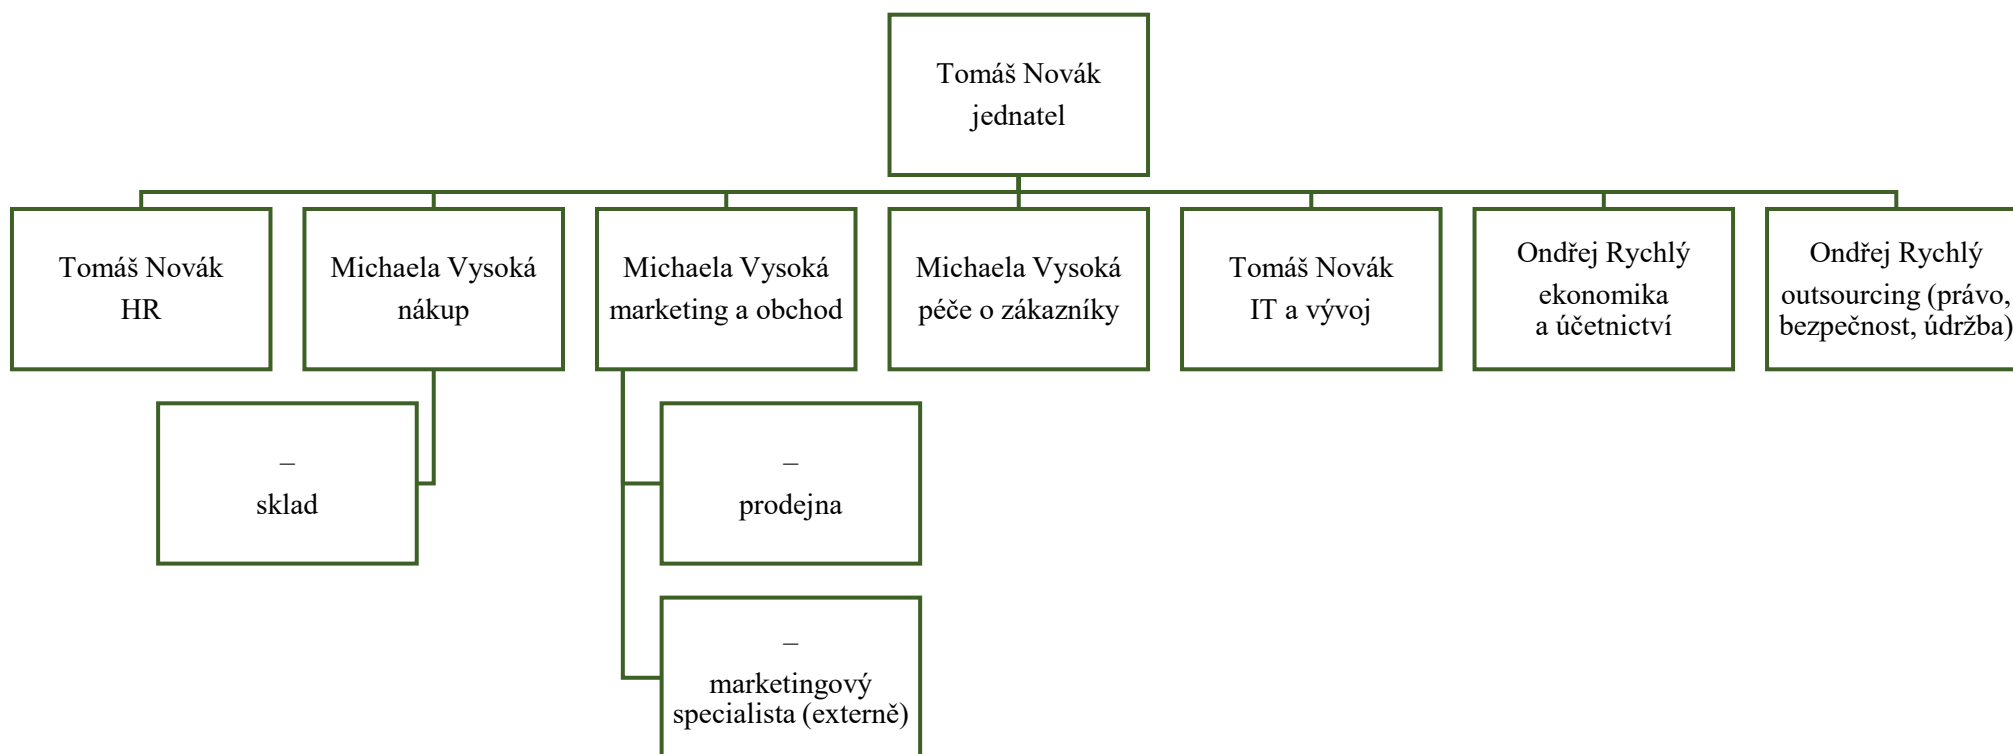 Tomáš Novák
jednatel
Tomáš Novák
HR
Michaela Vysoká
nákup
Michaela Vysoká
marketing a obchod
Michaela Vysoká
péče o zákazníky
Tomáš Novák
IT a vývoj
Ondřej Rychlý
ekonomika
a účetnictví
Ondřej Rychlý
outsourcing (právo,
bezpečnost, údržba)
–
sklad
–
prodejna
–
marketingový
specialista (externě)